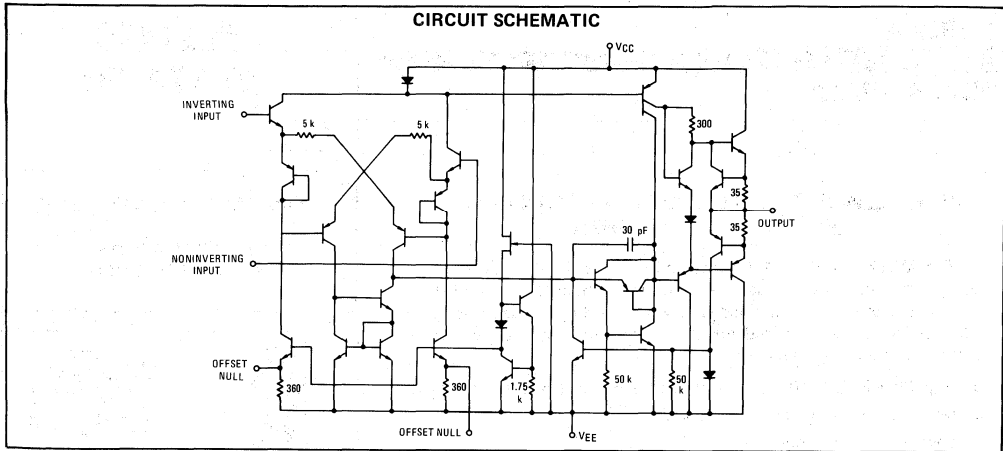 CIRCUIT SCHEMATIC
VCC
INVERTING
INPUT
5 k
5 k
300
35
35
OUTPUT
30 pF
NONINVERTING
INPUT
OFFSET
NULL
360
360
1.75
k
50 k
50
k
OFFSET NULL
VEE